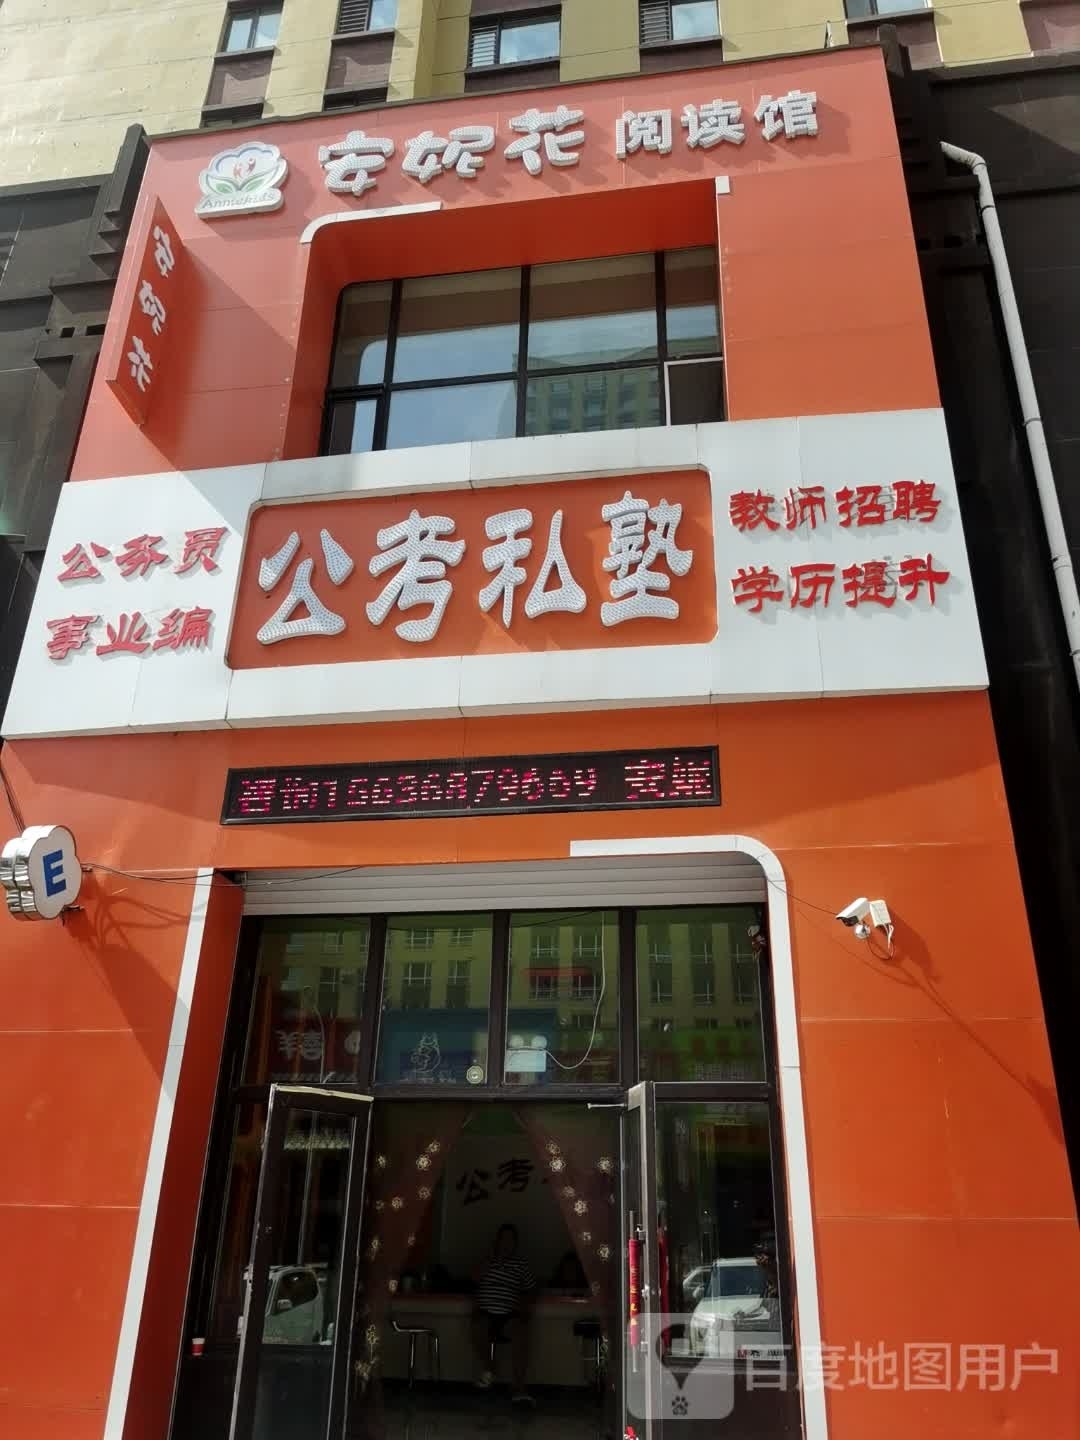 安妮花 阅读馆
Anniekids
安妮花
公务员
事业编
公考私塾
教师招聘
学历提升
E
公考
百度地图用户